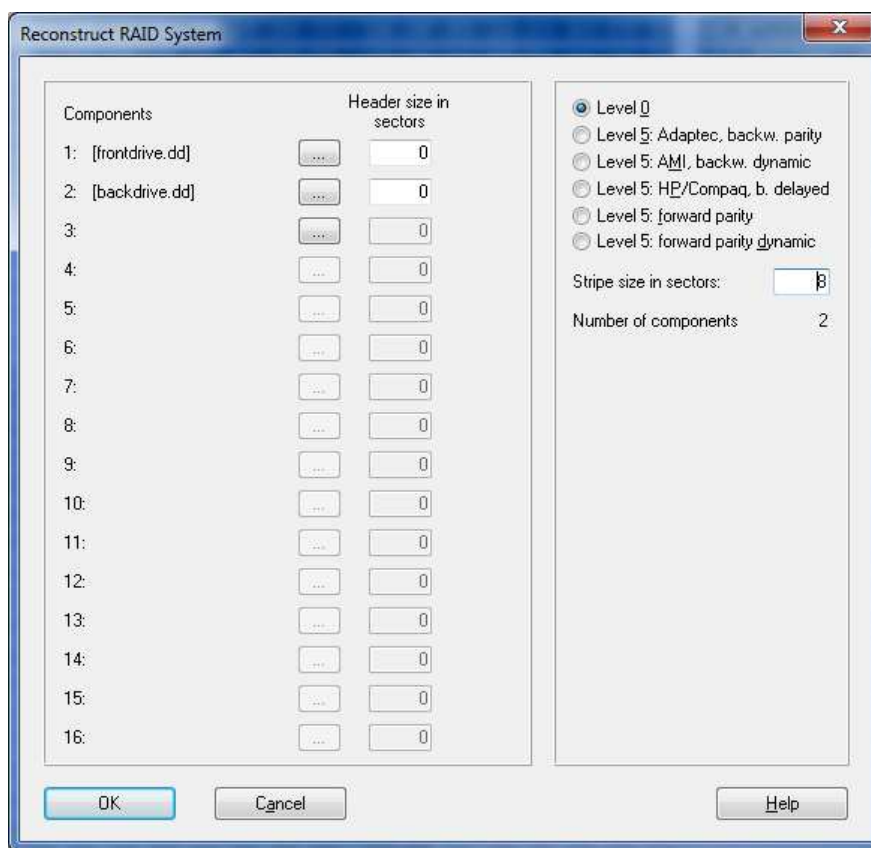 Reconstruct RAID System
Components
Header size in
sectors
1: [frontdrive.dd] ... 0
2: [backdrive.dd] ... 0
3: ... 0
4: ... 0
5: ... 0
6: ... 0
7: ... 0
8: ... 0
9: ... 0
10: ... 0
11: ... 0
12: ... 0
13: ... 0
14: ... 0
15: ... 0
16: ... 0
Level 0
Level 5: Adaptec, backw. parity
Level 5: AMI, backw. dynamic
Level 5: HP/Compaq, b. delayed
Level 5: forward parity
Level 5: forward parity dynamic
Stripe size in sectors: 8
Number of components 2
OK Cancel Help